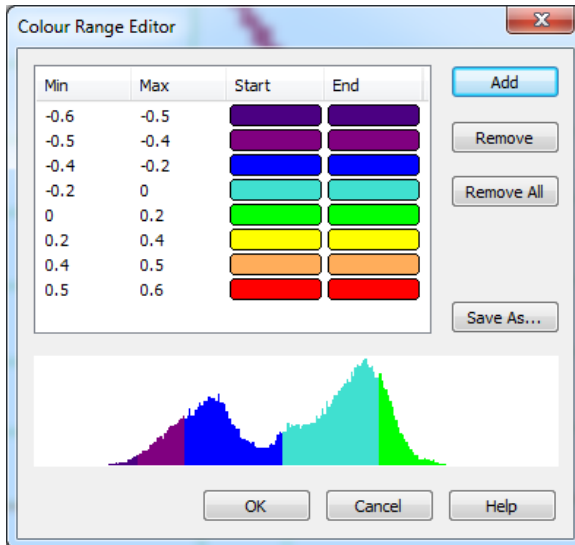 Colour Range Editor
Min Max Start End
-0.6 -0.5
-0.5 -0.4
-0.4 -0.2
-0.2 0
0 0.2
0.2 0.4
0.4 0.5
0.5 0.6
Add
Remove
Remove All
Save As...
OK Cancel Help